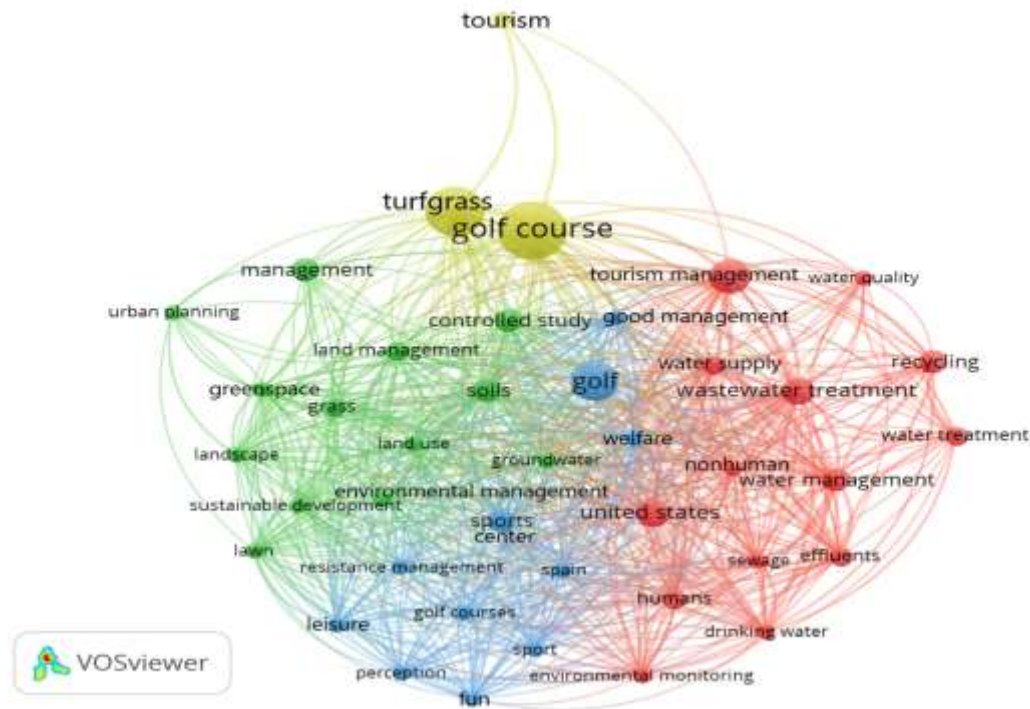 tourism
turfgrass
golf course
management
tourism management
water quality
urban planning
controlled study
good management
land management
water supply
recycling
greenspace
soils
golf
wastewater treatment
grass
land use
welfare
water treatment
landscape
groundwater
nonhuman
water management
environmental management
sustainable development
sports
center
united states
lawn
resistance management
spain
sewage
effluents
leisure
golf courses
humans
drinking water
sport
perception
environmental monitoring
fun
VOSviewer